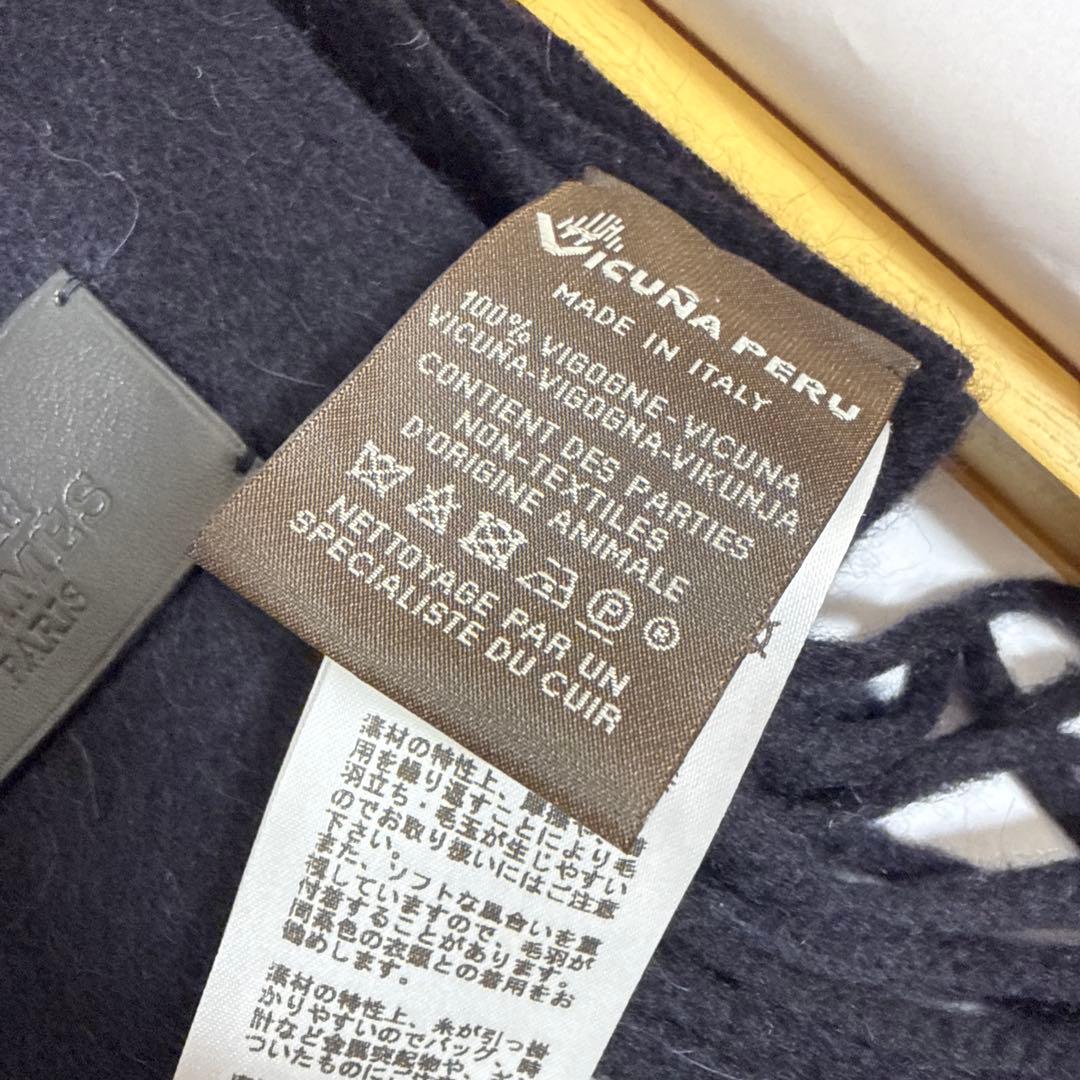 VICUÑA PERU
MADE IN ITALY
100% VIGOGNE-VICUNA
VICUNA-VIGOGNA-VIKUNJA
CONTIENT DES PARTIES
NON-TEXTILES
D'ORIGINE ANIMALE
P ®
NETTOYAGE PAR UN
SPECIALISTE DU CUIR
PARIS
素材の特性上、摩擦や
用を繰り返すことにより毛
羽立ち・毛玉が生じやすい
のでお取り扱いにはご注意
下さい。
また、ソフトな風合いを重
視していますので、毛羽が
付着することがあります。
同素色の衣類との着用をお
勧めします。
素材の特性上、糸が引っ
かりやすいのでバッグ、時
計など金属突起物や、
ついたものに